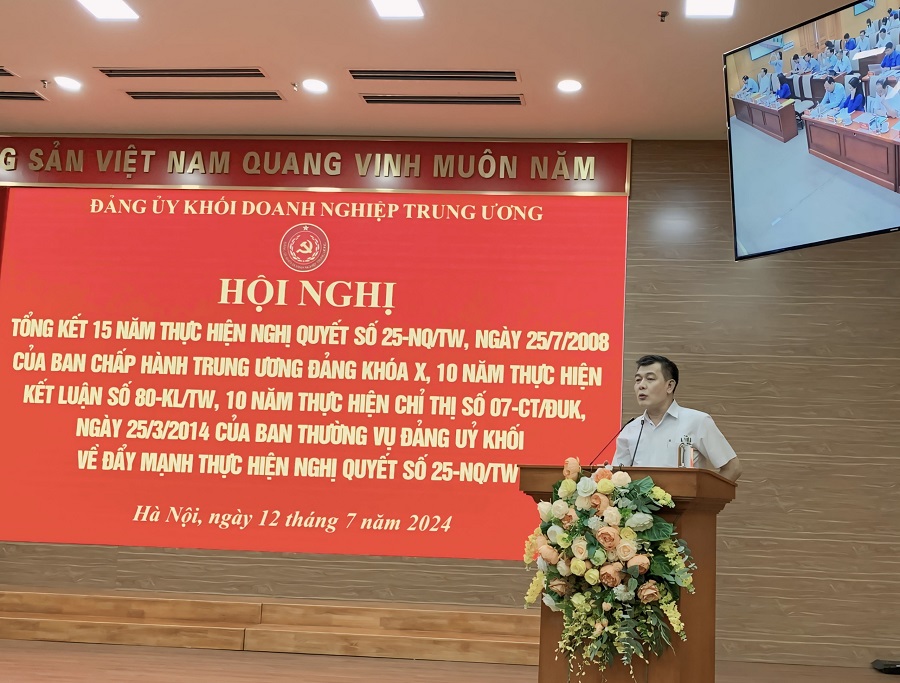 G SẢN VIỆT NAM QUANG VINH MUÔN NĂM
ĐẢNG ỦY KHỐI DOANH NGHIỆP TRUNG ƯƠNG
HỘI NGHỊ
TỔNG KẾT 15 NĂM THỰC HIỆN NGHỊ QUYẾT SỐ 25-NQ/TW, NGÀY 25/7/2008
CỦA BAN CHẤP HÀNH TRUNG ƯƠNG ĐẢNG KHÓA X, 10 NĂM THỰC HIỆN
KẾT LUẬN SỐ 80-KL/TW, 10 NĂM THỰC HIỆN CHỈ THỊ SỐ 07-CT/ĐUK,
NGÀY 25/3/2014 CỦA BAN THƯỜNG VỤ ĐẢNG UỶ KHỐI
VỀ ĐẨY MẠNH THỰC HIỆN NGHỊ QUYẾT SỐ 25-NQ/TW
Hà Nội, ngày 12 tháng 7 năm 2024